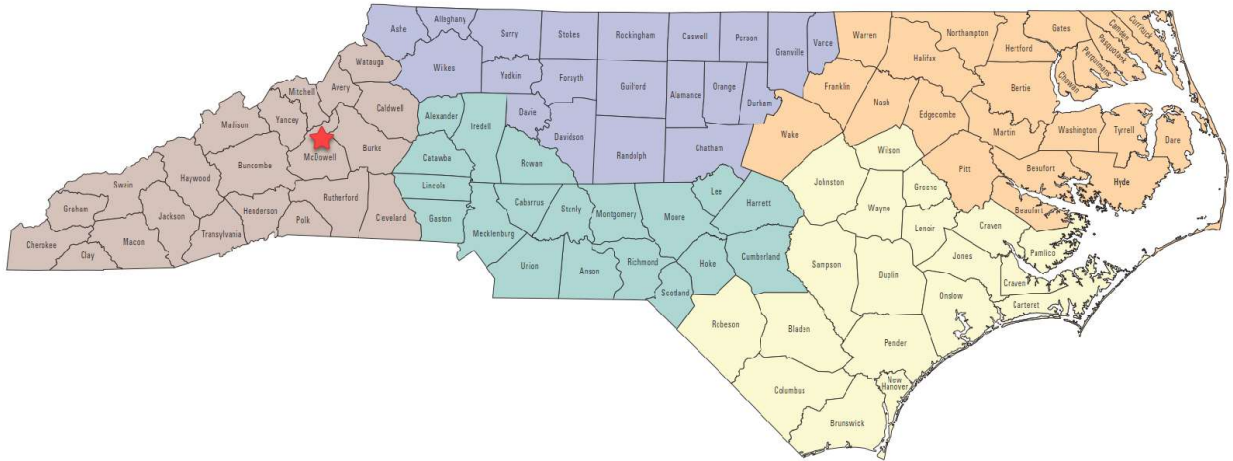 Ashe
Alleghany
Surry
Stokes
Rockingham
Caswell
Person
Granville
Vance
Warren
Northampton
Gates
Camden
Currituck
Pasquotank
Perquimans
Chowan
Hertford
Halifax
Watauga
Wilkes
Yadkin
Forsyth
Guilford
Alamance
Orange
Durham
Franklin
Nash
Edgecombe
Bertie
Mitchell
Avery
Caldwell
Alexander
Iredell
Davie
Davidson
Randolph
Chatham
Wake
Martin
Washington
Tyrrell
Dare
Madison
Yancey
McDowell
Burke
Catawba
Rowan
Wilson
Pitt
Beaufort
Hyde
Swain
Haywood
Buncombe
Rutherford
Lincoln
Cabarrus
Stanly
Montgomery
Moore
Lee
Harnett
Johnston
Greene
Wayne
Beaufort
Graham
Jackson
Henderson
Polk
Cleveland
Gaston
Mecklenburg
Lenoir
Craven
Pamlico
Cherokee
Clay
Macon
Transylvania
Union
Anson
Richmond
Scotland
Hoke
Cumberland
Sampson
Duplin
Jones
Craven
Carteret
Onslow
Robeson
Bladen
Pender
Columbus
New
Hanover
Brunswick